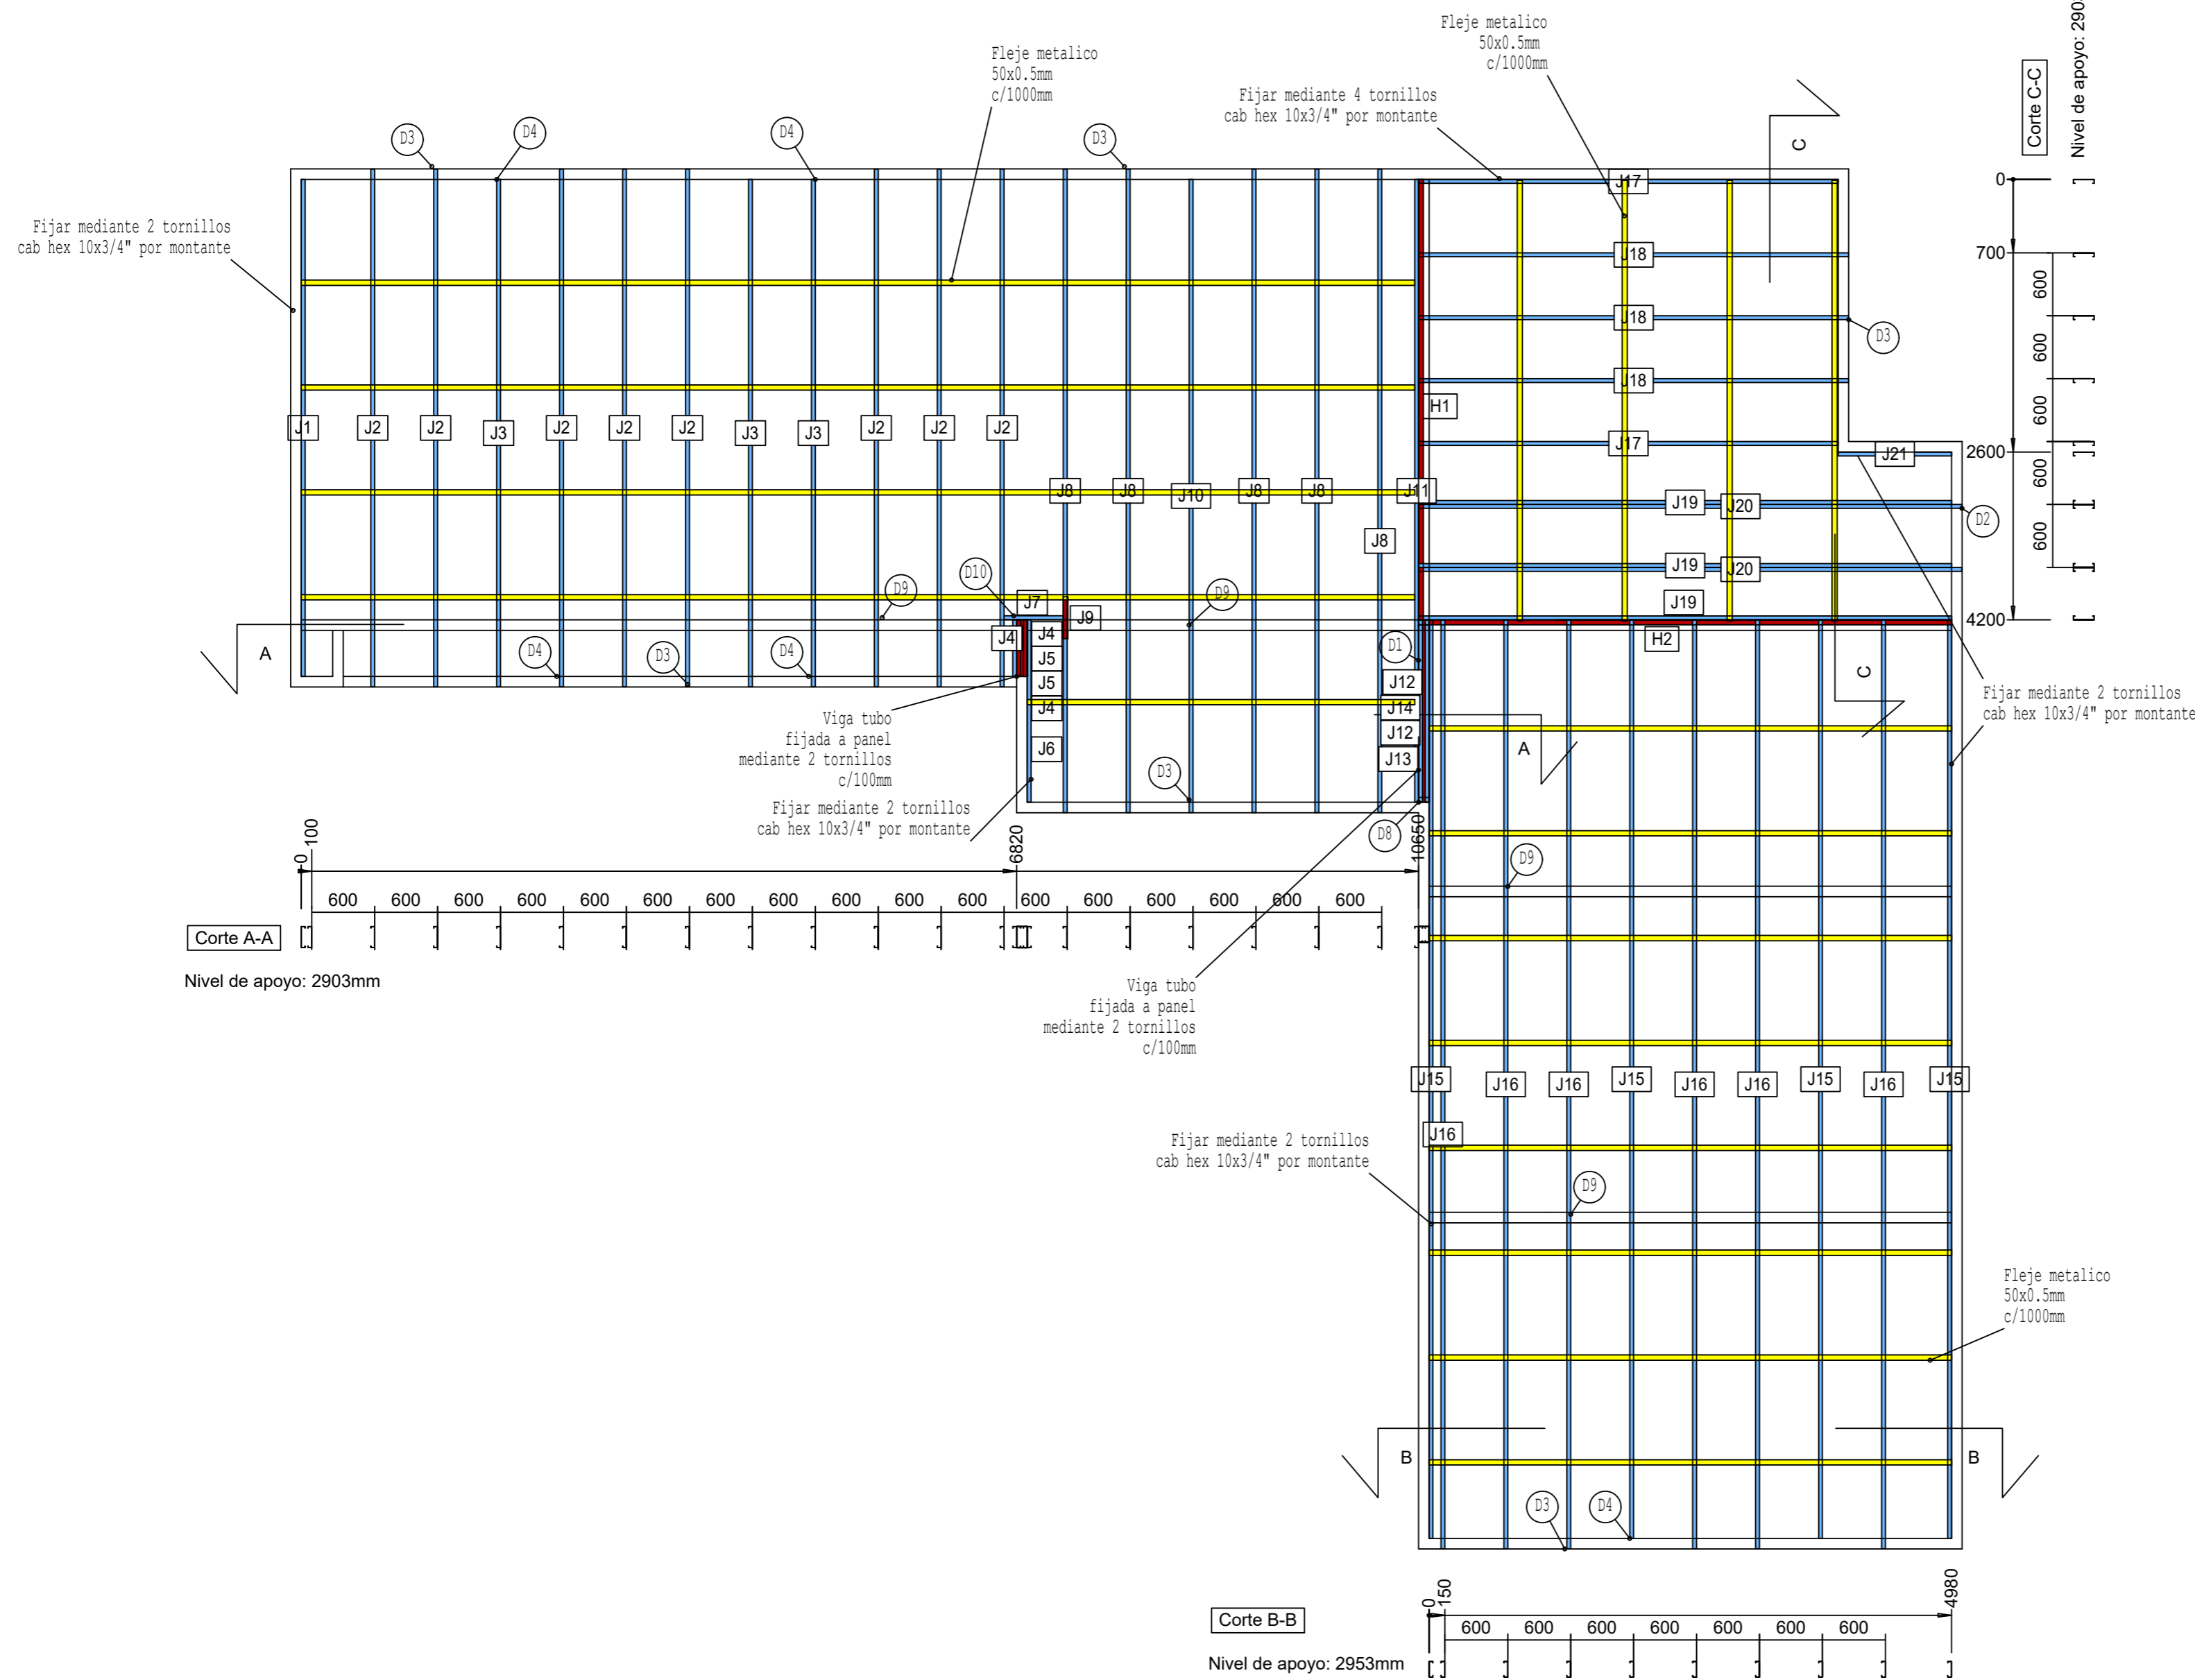 Fleje metalico
50x0.5mm
c/1000mm
Fleje metalico
50x0.5mm
c/1000mm
Fijar mediante 4 tornillos
cab hex 10x3/4" por montante
Corte C-C
D3
D4
D4
D3
C
0
700
600
600
600
600
600
2600
4200
Fijar mediante 2 tornillos
cab hex 10x3/4" por montante
J17
J18
J18
D3
J18
H1
J1
J2
J2
J3
J2
J2
J2
J3
J3
J2
J2
J2
J17
J21
J8
J8
J10
J8
J8
J11
J19
J20
D2
J8
J19
J20
D10
D9
D9
J7
J9
J19
H2
A
D4
D3
D4
J4
J4
J5
J5
J4
J6
D1
J12
J14
J12
J13
C
Fijar mediante 2 tornillos
cab hex 10x3/4" por montante
Viga tubo
fijada a panel
mediante 2 tornillos
c/100mm
A
D3
Fijar mediante 2 tornillos
cab hex 10x3/4" por montante
D8
0
100
6820
10650
D9
600 600 600 600 600 600 600 600 600 600 600 600 600 600 600 600 600
Corte A-A
Nivel de apoyo: 2903mm
Viga tubo
fijada a panel
mediante 2 tornillos
c/100mm
J15
J16
J16
J15
J16
J16
J15
J16
J15
J16
Fijar mediante 2 tornillos
cab hex 10x3/4" por montante
D9
Fleje metalico
50x0.5mm
c/1000mm
B
B
D3
D4
0
150
4980
Corte B-B
600 600 600 600 600 600 600
Nivel de apoyo: 2953mm
Nivel de apoyo: